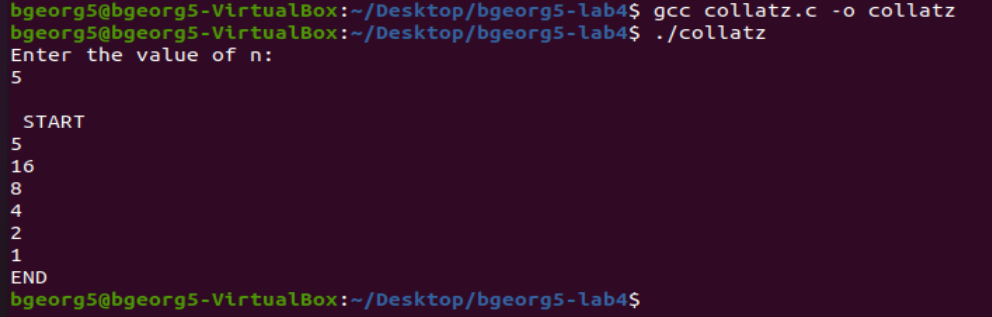 bgeorg5@bgeorg5-VirtualBox:~/Desktop/bgeorg5-lab4$ gcc collatz.c -o collatz
bgeorg5@bgeorg5-VirtualBox:~/Desktop/bgeorg5-lab4$ ./collatz
Enter the value of n:
5
START
5
16
8
4
2
1
END
bgeorg5@bgeorg5-VirtualBox:~/Desktop/bgeorg5-lab4$